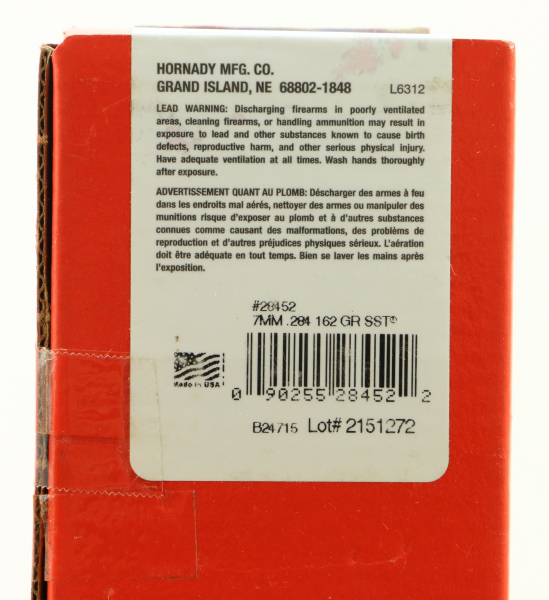 HORNADY MFG. CO.
GRAND ISLAND, NE 68802-1848 L6312
LEAD WARNING: Discharging firearms in poorly ventilated
areas, cleaning firearms, or handling ammunition may result in
exposure to lead and other substances known to cause birth
defects, reproductive harm, and other serious physical injury.
Have adequate ventilation at all times. Wash hands thoroughly
after exposure.
ADVERTISSEMENT QUANT AU PLOMB: Décharger des armes à feu
dans les endroits mal aérés, nettoyer des armes ou manipuler des
munitions risque d'exposer au plomb et à d'autres substances
connues comme causant des malformations, des problèmes de
reproduction et d'autres préjudices physiques sérieux. L'aération
doit être adéquate en tout temps. Bien se laver les mains après
l'exposition.
#28452
7MM .284 162 GR SST®
Made in USA
0 90255 28452 2
B24715 Lot# 2151272